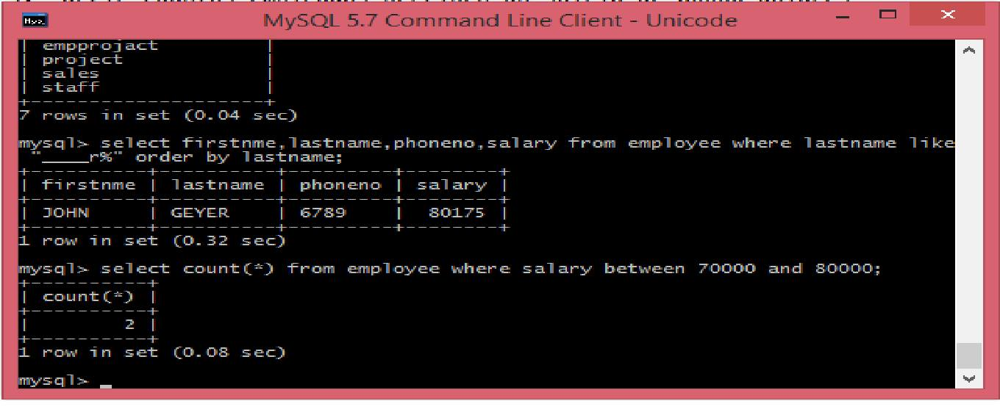 MySQL 5.7 Command Line Client - Unicode
| empprojact         |
| project            |
| sales              |
| staff              |
+--------------------+
7 rows in set (0.04 sec)
mysql> select firstnme,lastname,phoneno,salary from employee where lastname like
"____r%" order by lastname;
+----------+----------+---------+--------+
| firstnme | lastname | phoneno | salary |
+----------+----------+---------+--------+
| JOHN     | GEYER    | 6789    |  80175 |
+----------+----------+---------+--------+
1 row in set (0.32 sec)
mysql> select count(*) from employee where salary between 70000 and 80000;
+----------+
| count(*) |
+----------+
|        2 |
+----------+
1 row in set (0.08 sec)
mysql> _